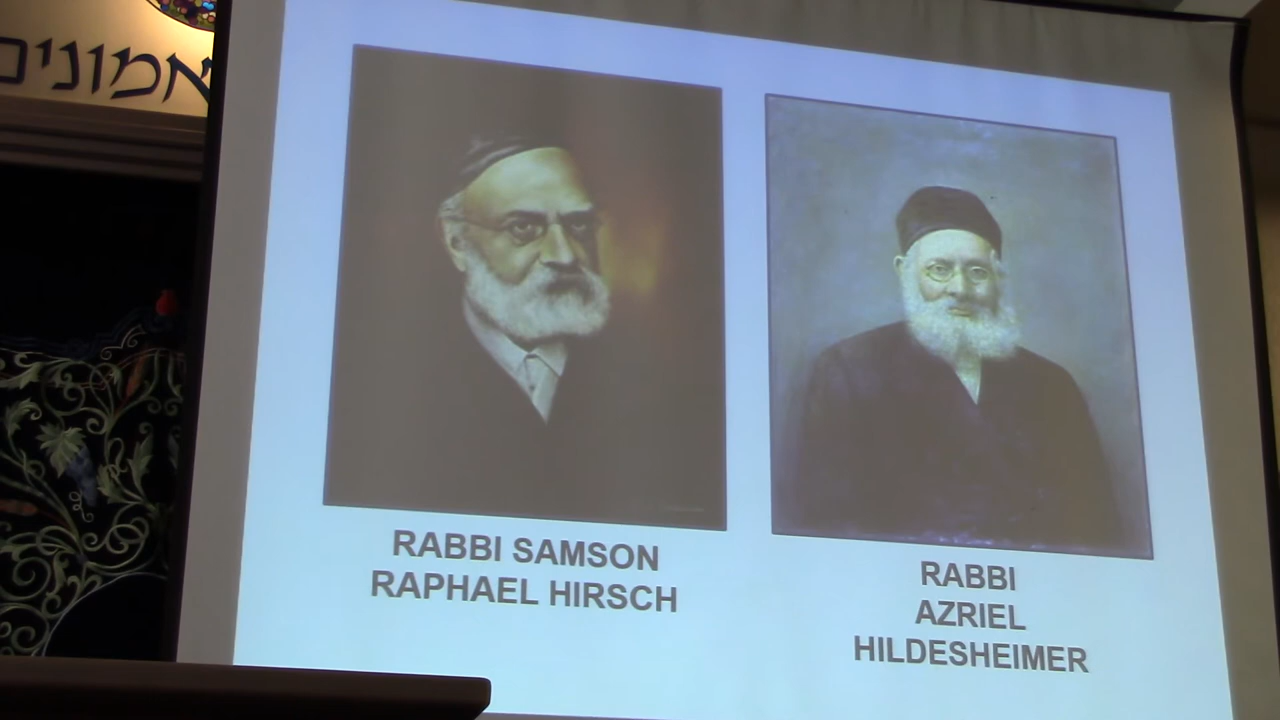 אמונים
RABBI SAMSON
RAPHAEL HIRSCH
RABBI
AZRIEL
HILDESHEIMER